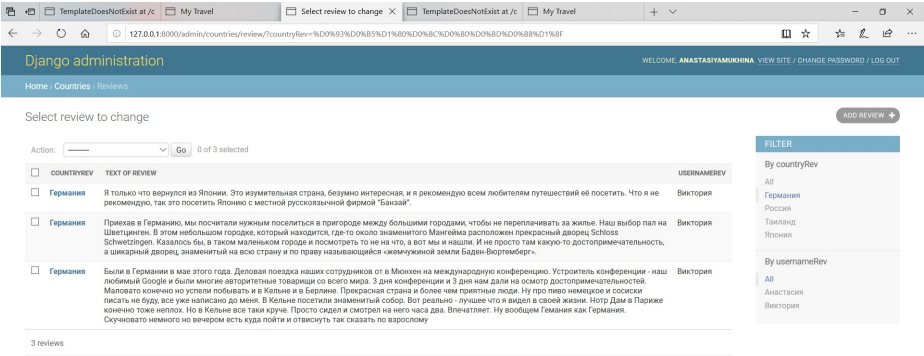 TemplateDoesNotExist at /c
My Travel
Select review to change
TemplateDoesNotExist at /c
My Travel
127.0.0.1:8000/admin/countries/review/?countryRev=%D0%93%D0%B5%D1%80%D0%BC%D0%B0%D0%BD%D0%B8%D1%8F
Django administration
WELCOME, ANASTASIYAMUKHINA. VIEW SITE / CHANGE PASSWORD / LOG OUT
Home › Countries › Reviews
Select review to change
ADD REVIEW +
Action: --------- Go 0 of 3 selected
COUNTRYREV TEXT OF REVIEW USERNAMEREV
Германия Я только что вернулся из Японии. Это изумительная страна, безумно интересная, и я рекомендую всем любителям путешествий её посетить. Что я не Виктория
рекомендую, так это посетить Японию с местной русскоязычной фирмой "Банзай".
Германия Приехав в Германию, мы посчитали нужным поселиться в пригороде между большими городами, чтобы не переплачивать за жилье. Наш выбор пал на Виктория
Шветцинген. В этом небольшом городке, который находится, где-то около знаменитого Мангейма расположен прекрасный дворец Schloss
Schwetzingen. Казалось бы, в таком маленьком городе и посмотреть то не на что, а вот мы и нашли. И не просто там какую-то достопримечательность,
а шикарный дворец, знаменитый на всю страну и по праву называющийся «жемчужиной земли Баден-Вюртемберг».
Германия Были в Германии в мае этого года. Деловая поездка наших сотрудников от в Мюнхен на международную конференцию. Устроитель конференции - наш Виктория
любимый Google и были многие авторитетные товарищи со всего мира. 3 дня конференции и 3 дня нам дали на осмотр достопримечательностей.
Маловато конечно но успели побывать и в Кельне и в Берлине. Прекрасная страна и более чем приятные люди. Ну про пиво немецкое и сосиски
писать не буду, все уже написано до меня. В Кельне посетили знаменитый собор. Вот реально - лучшее что я видел в своей жизни. Нотр Дам в Париже
конечно тоже неплох. Но в Кельне все таки круче. Просто сидел и смотрел на него часа два. Впечатляет. Ну вообщем Гемания как Германия.
Скучновато немного но вечером есть куда пойти и отвиснуть так сказать по взрослому
3 reviews
FILTER
By countryRev
All
Германия
Россия
Таиланд
Япония
By usernameRev
All
Анастасия
Виктория